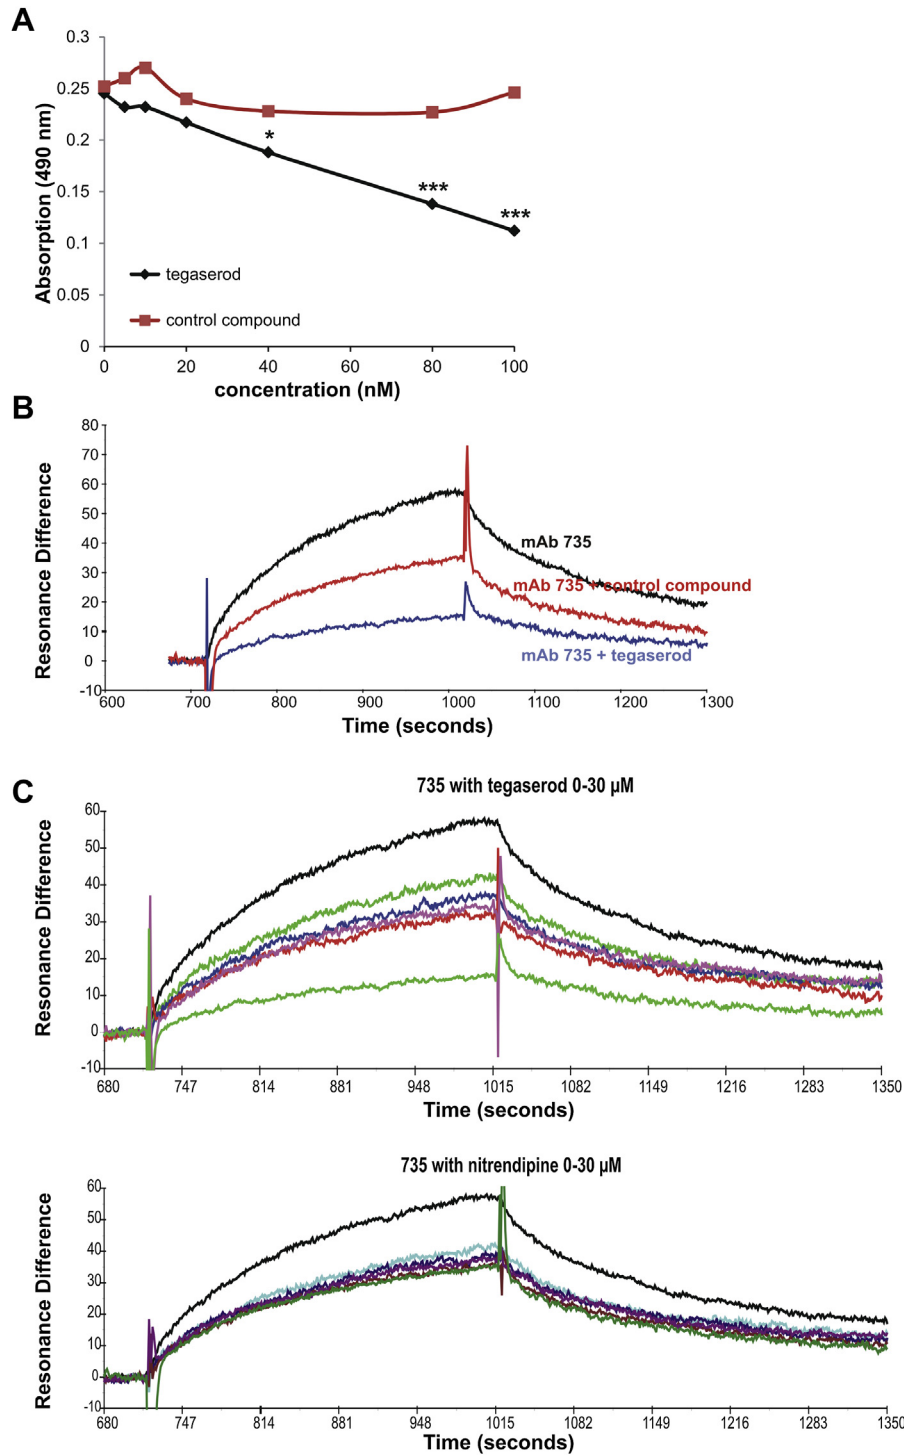 A
0.3
0.25
0.2
0.15
0.1
0.05
0
Absorption (490 nm)
*
***
***
tegaserod
control compound
0 20 40 60 80 100
concentration (nM)
B
80
70
60
50
40
30
20
10
0
-10
Resonance Difference
mAb 735
mAb 735 + control compound
mAb 735 + tegaserod
600 700 800 900 1000 1100 1200 1300
Time (seconds)
C
735 with tegaserod 0-30 µM
60
50
40
30
20
10
0
-10
Resonance Difference
680 747 814 881 948 1015 1082 1149 1216 1283 1350
Time (seconds)
735 with nitrendipine 0-30 µM
60
50
40
30
20
10
0
-10
Resonance Difference
680 747 814 881 948 1015 1082 1149 1216 1283 1350
Time (seconds)